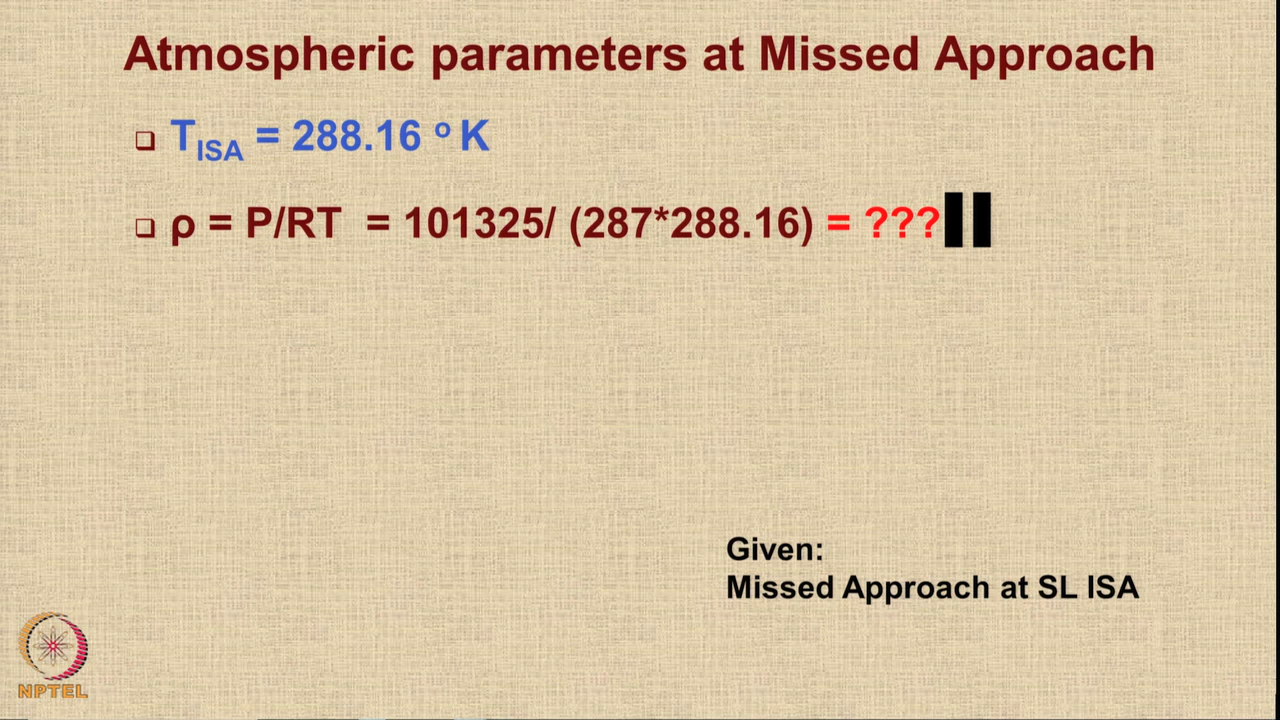 Atmospheric parameters at Missed Approach
T_ISA = 288.16 ° K
ρ = P/RT = 101325/ (287*288.16) = ???
Given:
Missed Approach at SL ISA
NPTEL